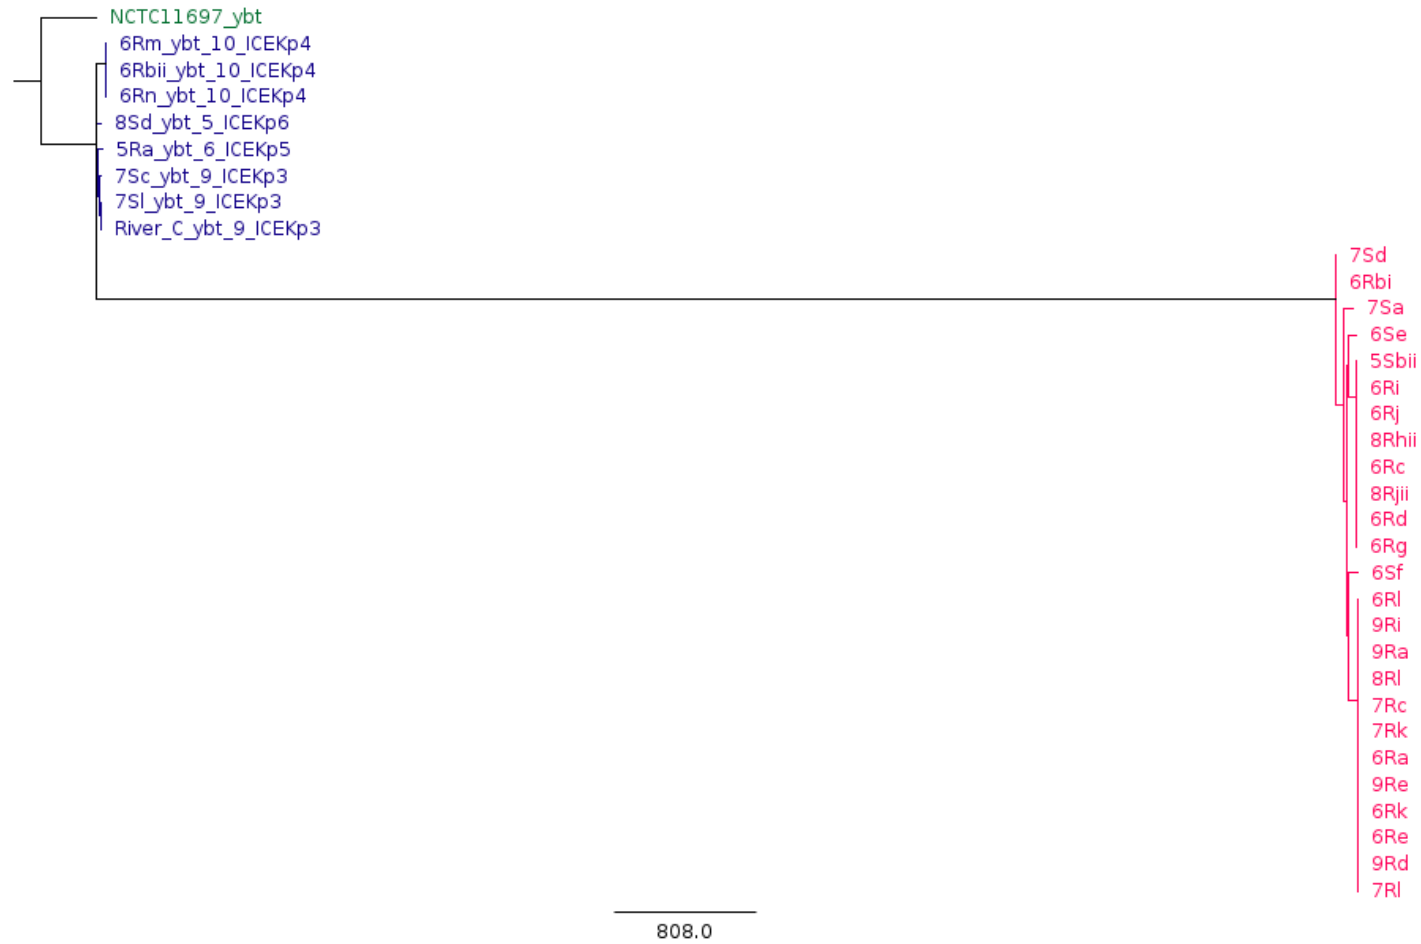 NCTC11697_ybt
6Rm_ybt_10_ICEKp4
6Rbii_ybt_10_ICEKp4
6Rn_ybt_10_ICEKp4
8Sd_ybt_5_ICEKp6
5Ra_ybt_6_ICEKp5
7Sc_ybt_9_ICEKp3
7Sl_ybt_9_ICEKp3
River_C_ybt_9_ICEKp3
7Sd
6Rbi
7Sa
6Se
5Sbii
6Ri
6Rj
8Rhii
6Rc
8Rjii
6Rd
6Rg
6Sf
6Rl
9Ri
9Ra
8Rl
7Rc
7Rk
6Ra
9Re
6Rk
6Re
9Rd
7Rl
808.0